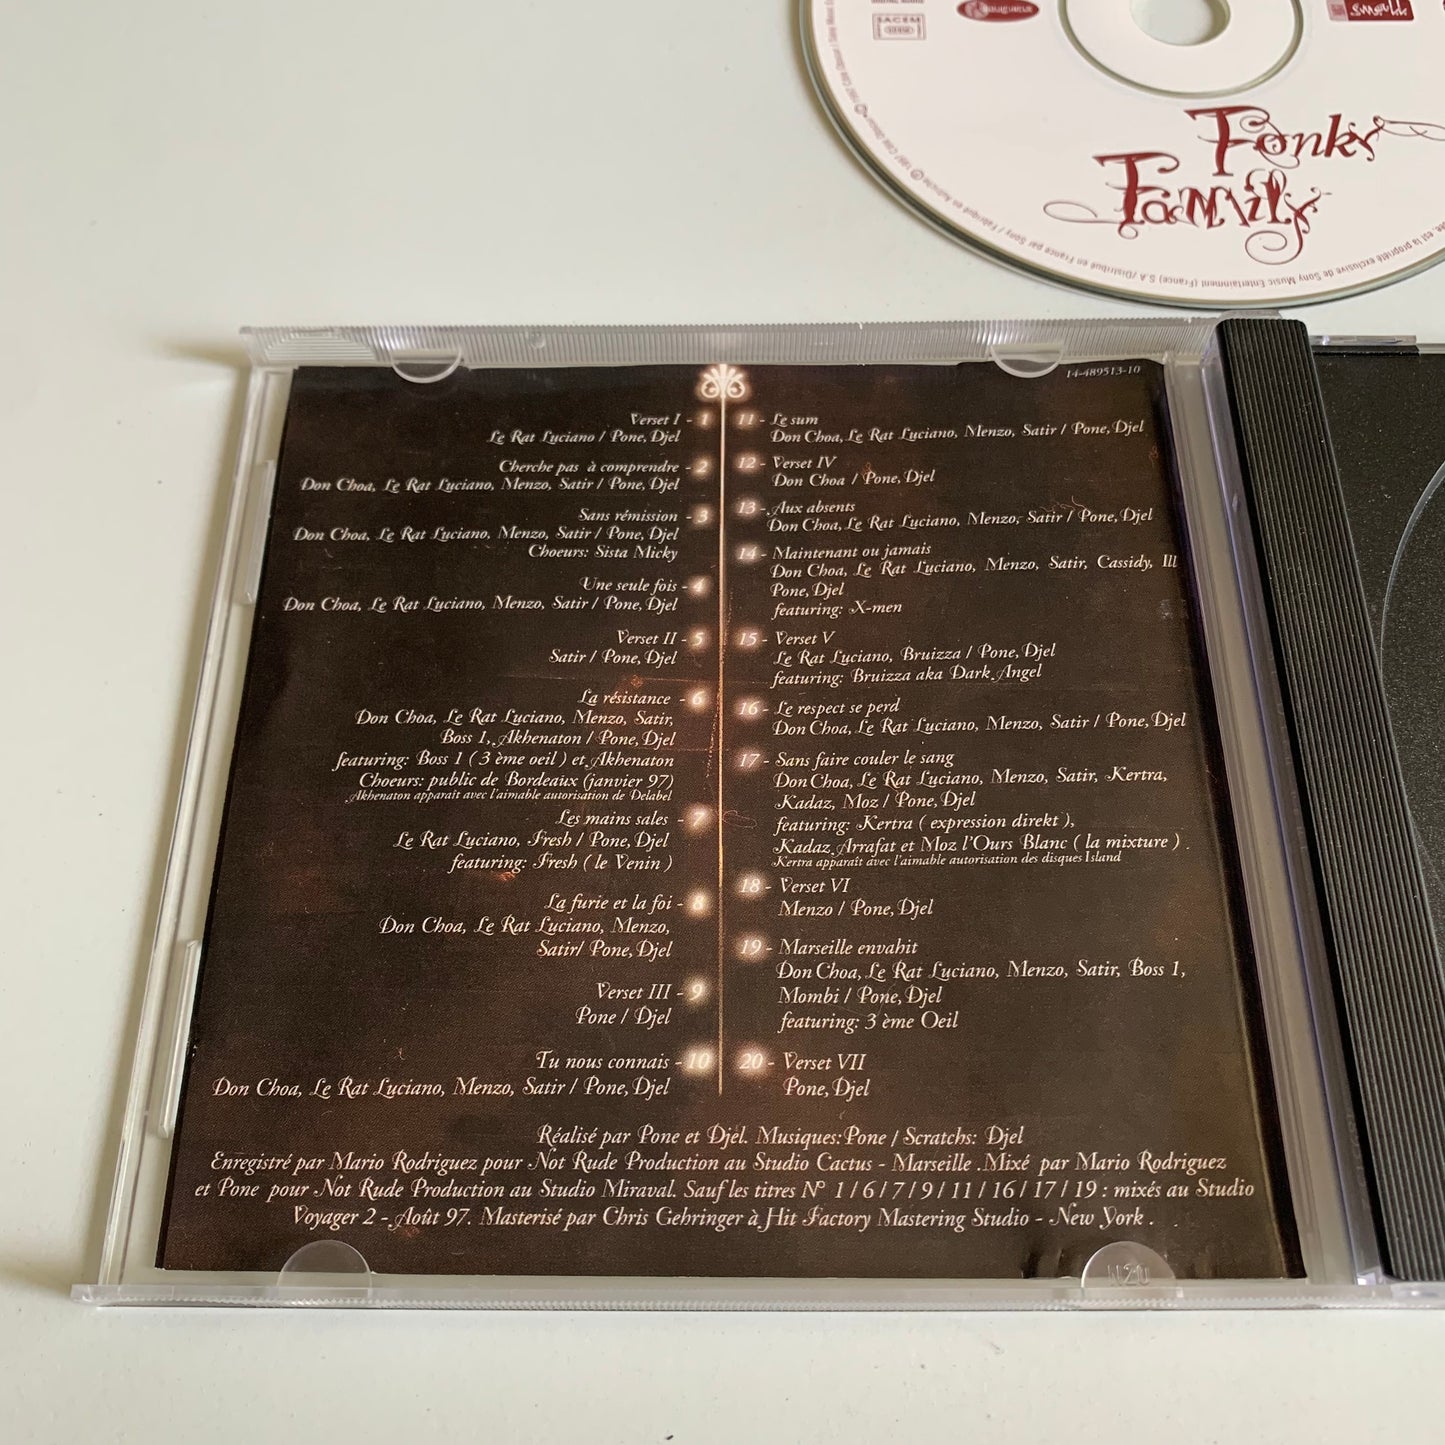 SACEM
small
Fonky
Family
14-489513-10
Verset I - 1
Le Rat Luciano / Pone, Djel
Cherche pas à comprendre - 2
Don Choa, Le Rat Luciano, Menzo, Satir / Pone, Djel
Sans rémission - 3
Don Choa, Le Rat Luciano, Menzo, Satir / Pone, Djel
Choeurs: Sista Micky
Une seule fois - 4
Don Choa, Le Rat Luciano, Menzo, Satir / Pone, Djel
Verset II - 5
Satir / Pone, Djel
La résistance - 6
Don Choa, Le Rat Luciano, Menzo, Satir,
Boss 1, Akhenaton / Pone, Djel
featuring: Boss 1 ( 3 ème oeil ) et Akhenaton
Choeurs: public de Bordeaux (janvier 97)
Akhenaton apparaît avec l'aimable autorisation de Delabel
Les mains sales - 7
Le Rat Luciano, Fresh / Pone, Djel
featuring: Fresh ( le Venin )
La furie et la foi - 8
Don Choa, Le Rat Luciano, Menzo,
Satir/ Pone, Djel
Verset III - 9
Pone / Djel
Tu nous connais - 10
Don Choa, Le Rat Luciano, Menzo, Satir / Pone, Djel
11 - Le sum
Don Choa, Le Rat Luciano, Menzo, Satir / Pone, Djel
12 - Verset IV
Don Choa / Pone, Djel
13 - Aux absents
Don Choa, Le Rat Luciano, Menzo, Satir / Pone, Djel
14 - Maintenant ou jamais
Don Choa, Le Rat Luciano, Menzo, Satir, Cassidy, Ill
Pone, Djel
featuring: X-men
15 - Verset V
Le Rat Luciano, Bruizza / Pone, Djel
featuring: Bruizza aka Dark Angel
16 - Le respect se perd
Don Choa, Le Rat Luciano, Menzo, Satir / Pone, Djel
17 - Sans faire couler le sang
Don Choa, Le Rat Luciano, Menzo, Satir, Kertra,
Kadaz, Moz / Pone, Djel
featuring: Kertra ( expression direkt ),
Kadaz Arrafat et Moz l'Ours Blanc ( la mixture ) .
Kertra apparaît avec l'aimable autorisation des disques Island
18 - Verset VI
Menzo / Pone, Djel
19 - Marseille envahit
Don Choa, Le Rat Luciano, Menzo, Satir, Boss 1,
Mombi / Pone, Djel
featuring: 3 ème Oeil
20 - Verset VII
Pone, Djel
Réalisé par Pone et Djel. Musiques: Pone / Scratchs: Djel
Enregistré par Mario Rodriguez pour Not Rude Production au Studio Cactus - Marseille . Mixé par Mario Rodriguez
et Pone pour Not Rude Production au Studio Miraval. Sauf les titres N° 1 / 6 / 7 / 9 / 11 / 16 / 17 / 19 : mixés au Studio
Voyager 2 - Août 97. Masterisé par Chris Gehringer à Hit Factory Mastering Studio - New York .